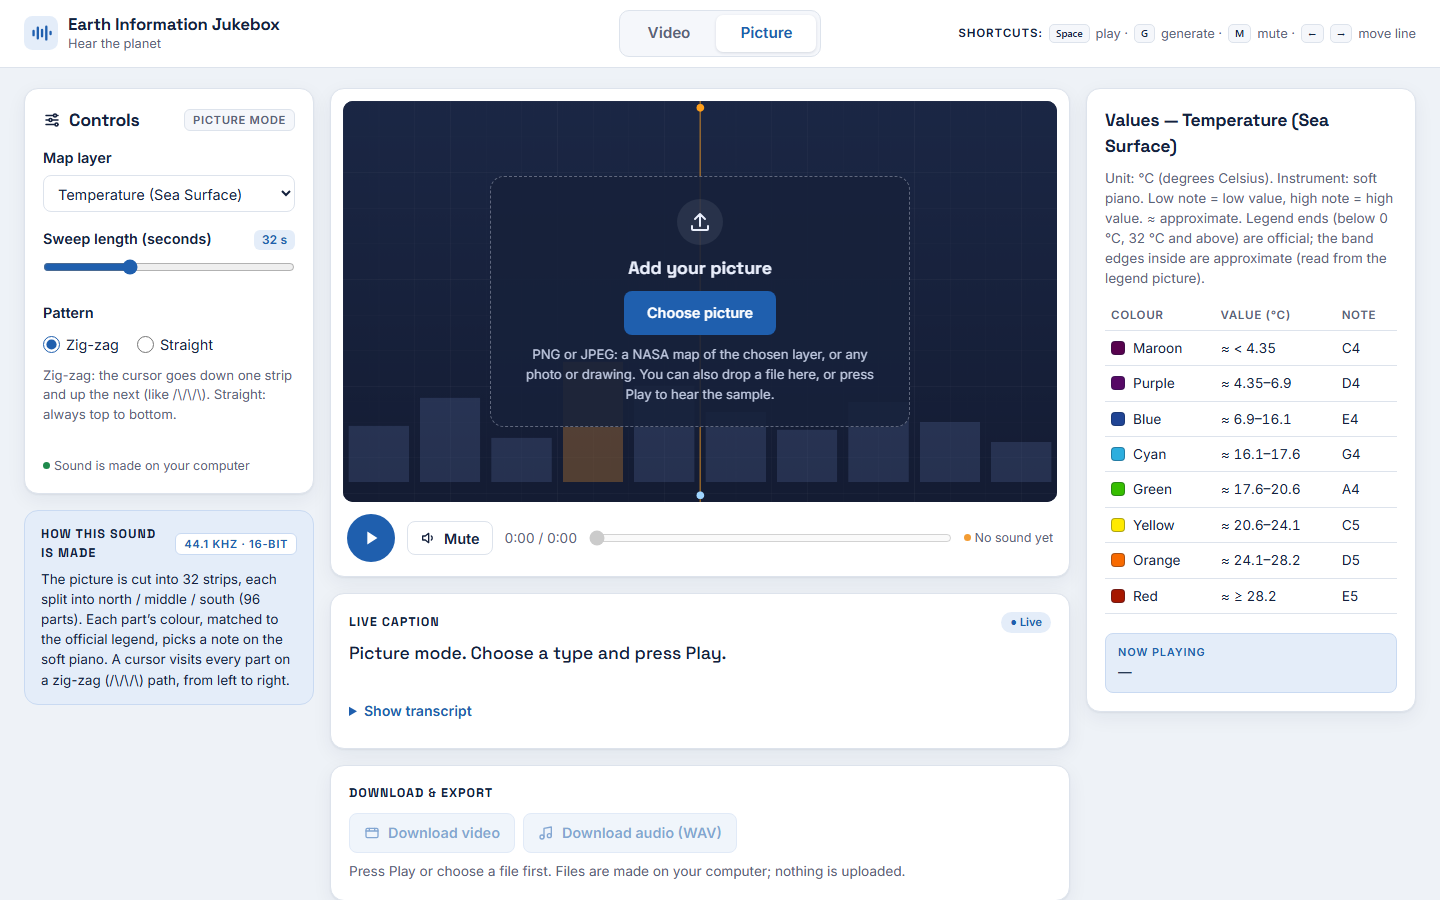 Earth Information Jukebox
Hear the planet
Video
Picture
SHORTCUTS: Space play · G generate · M mute · ← → move line
Controls
PICTURE MODE
Map layer
Temperature (Sea Surface)
Sweep length (seconds)
32 s
Pattern
Zig-zag
Straight
Zig-zag: the cursor goes down one strip
and up the next (like /\/\/\). Straight:
always top to bottom.
Sound is made on your computer
HOW THIS SOUND
IS MADE
44.1 KHZ · 16-BIT
The picture is cut into 32 strips, each
split into north / middle / south (96
parts). Each part's colour, matched to
the official legend, picks a note on the
soft piano. A cursor visits every part on
a zig-zag (/\/\/\) path, from left to right.
Add your picture
Choose picture
PNG or JPEG: a NASA map of the chosen layer, or any
photo or drawing. You can also drop a file here, or press
Play to hear the sample.
Mute
0:00 / 0:00
No sound yet
LIVE CAPTION
• Live
Picture mode. Choose a type and press Play.
Show transcript
DOWNLOAD & EXPORT
Download video
Download audio (WAV)
Press Play or choose a file first. Files are made on your computer; nothing is uploaded.
Values — Temperature (Sea
Surface)
Unit: °C (degrees Celsius). Instrument: soft
piano. Low note = low value, high note = high
value. ≈ approximate. Legend ends (below 0
°C, 32 °C and above) are official; the band
edges inside are approximate (read from the
legend picture).
COLOUR VALUE (°C) NOTE
Maroon ≈ < 4.35 C4
Purple ≈ 4.35–6.9 D4
Blue ≈ 6.9–16.1 E4
Cyan ≈ 16.1–17.6 G4
Green ≈ 17.6–20.6 A4
Yellow ≈ 20.6–24.1 C5
Orange ≈ 24.1–28.2 D5
Red ≈ ≥ 28.2 E5
NOW PLAYING
—